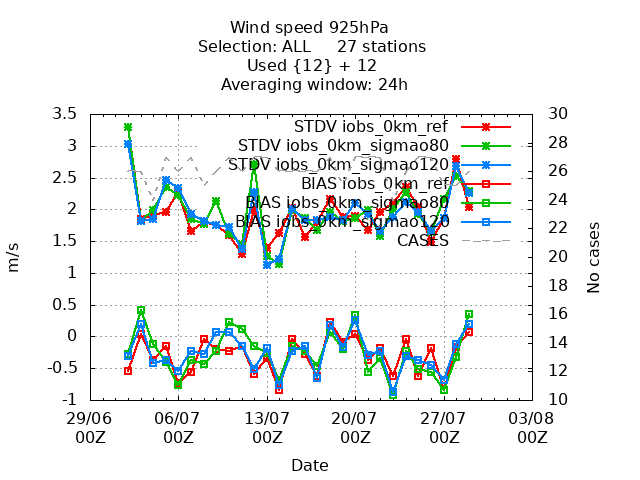 Wind speed 925hPa
Selection: ALL 27 stations
Used {12} + 12
Averaging window: 24h
3.5
3
2.5
2
1.5
1
0.5
0
-0.5
-1
m/s
30
28
26
24
22
20
18
16
14
12
10
No cases
STDV iobs_0km_ref
STDV iobs_0km_sigmao80
STDV iobs_0km_sigmao120
BIAS iobs_0km_ref
BIAS iobs_0km_sigmao80
BIAS iobs_0km_sigmao120
CASES
29/06 06/07 13/07 20/07 27/07 03/08
00Z 00Z 00Z 00Z 00Z 00Z
Date